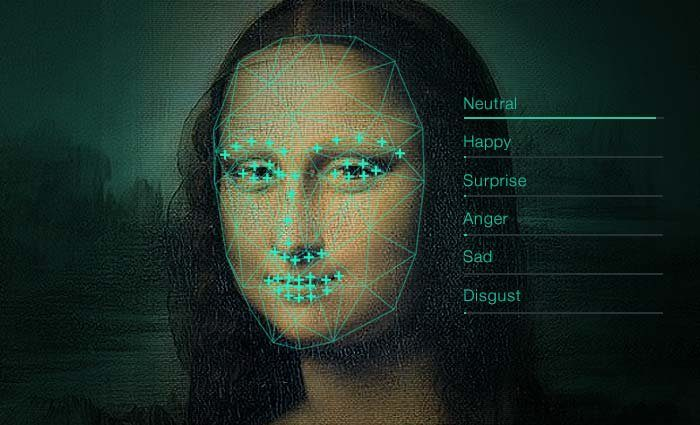 Neutral
Happy
Surprise
Anger
Sad
Disgust